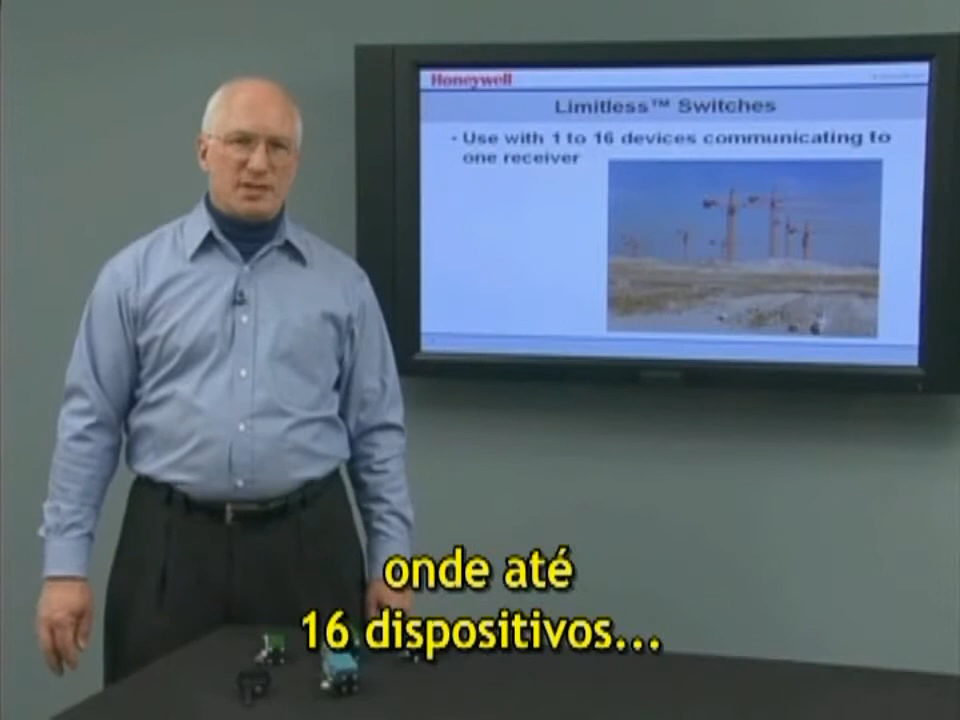 Honeywell
Limitless™ Switches
- Use with 1 to 16 devices communicating to
one receiver
onde até
16 dispositivos...